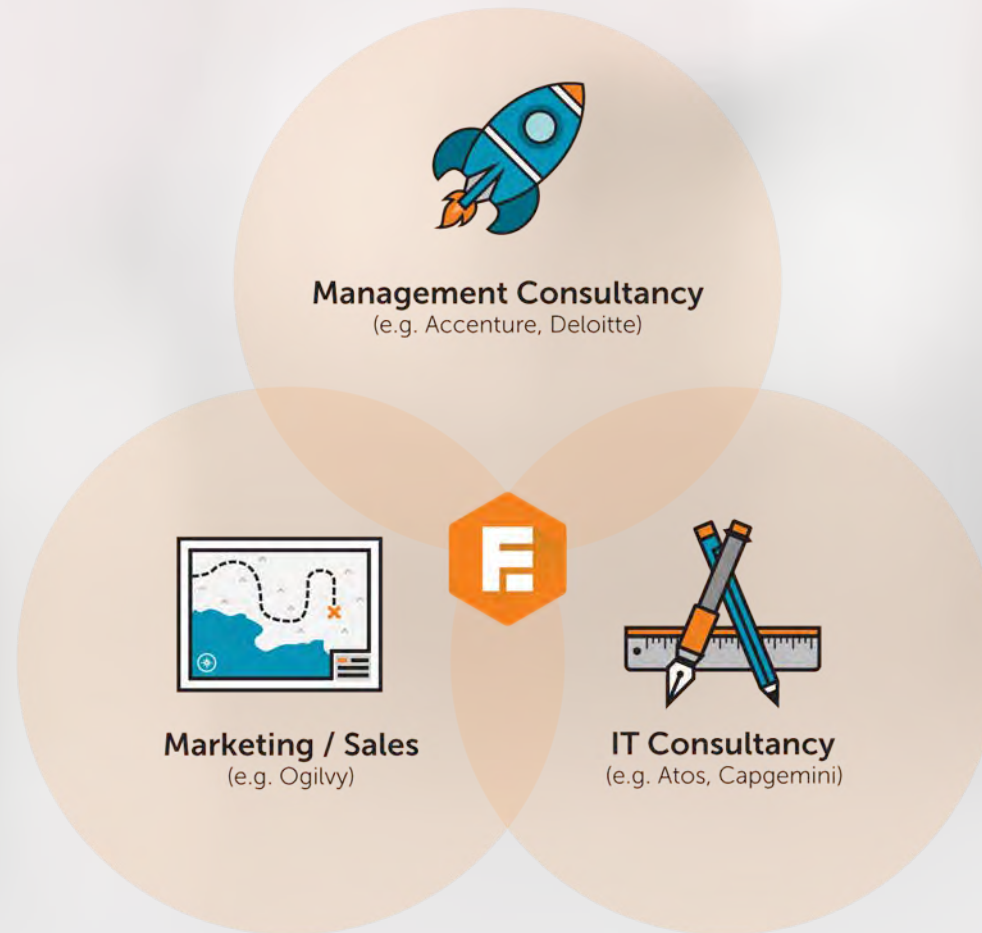 Management Consultancy
(e.g. Accenture, Deloitte)
F
Marketing / Sales
(e.g. Ogilvy)
IT Consultancy
(e.g. Atos, Capgemini)